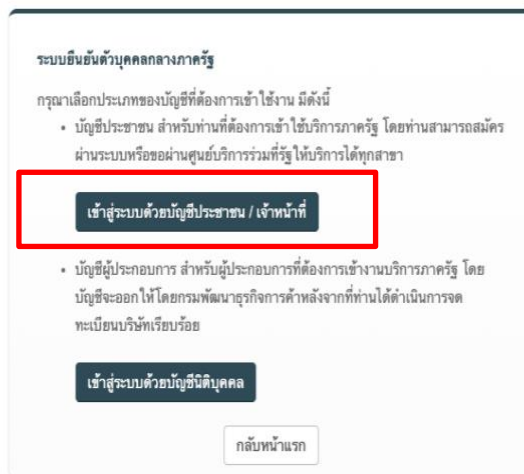 ระบบยืนยันตัวบุคคลกลางภาครัฐ
กรุณาเลือกประเภทของบัญชีที่ต้องการเข้าใช้งาน มีดังนี้
• บัญชีประชาชน สำหรับท่านที่ต้องการเข้าใช้บริการภาครัฐ โดยท่านสามารถสมัคร
ผ่านระบบหรือขอผ่านศูนย์บริการร่วมที่รัฐให้บริการได้ทุกสาขา
เข้าสู่ระบบด้วยบัญชีประชาชน / เจ้าหน้าที่
• บัญชีผู้ประกอบการ สำหรับผู้ประกอบการที่ต้องการเข้างานบริการภาครัฐ โดย
บัญชีจะออกให้โดยกรมพัฒนาธุรกิจการค้าหลังจากที่ท่านได้ดำเนินการจด
ทะเบียนบริษัทเรียบร้อย
เข้าสู่ระบบด้วยบัญชีนิติบุคคล
กลับหน้าแรก